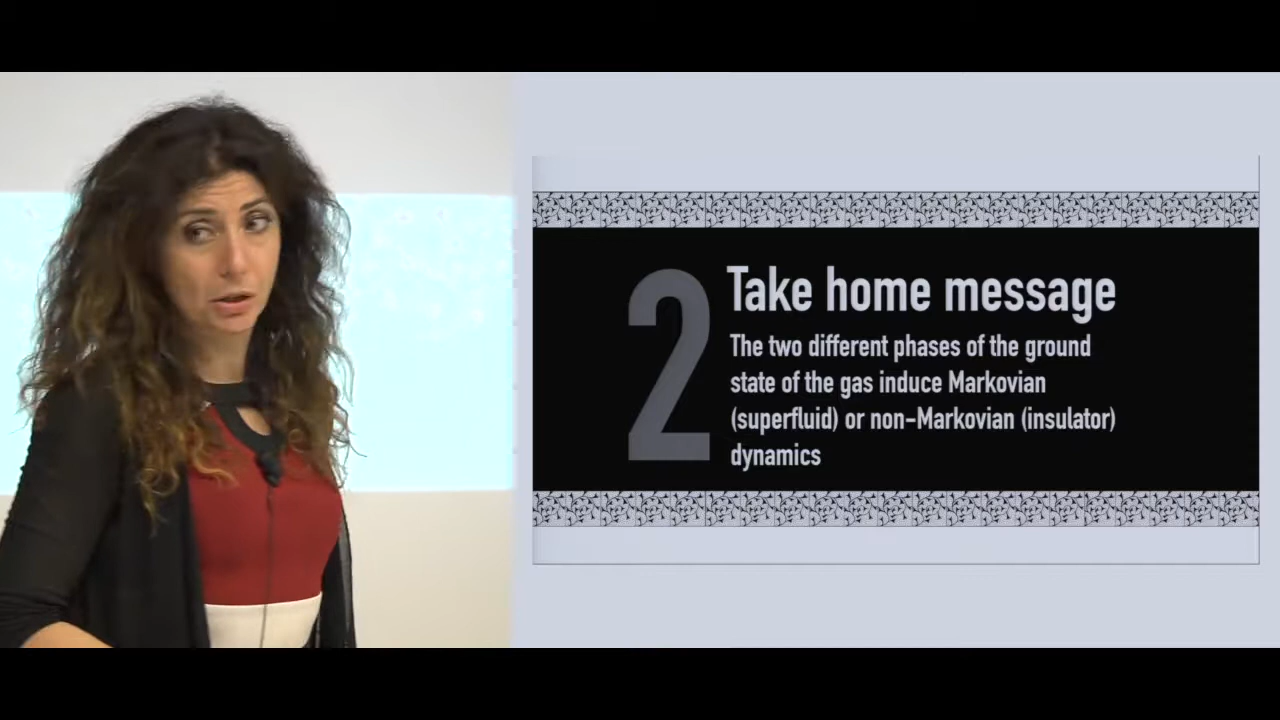 2
Take home message
The two different phases of the ground
state of the gas induce Markovian
(superfluid) or non-Markovian (insulator)
dynamics